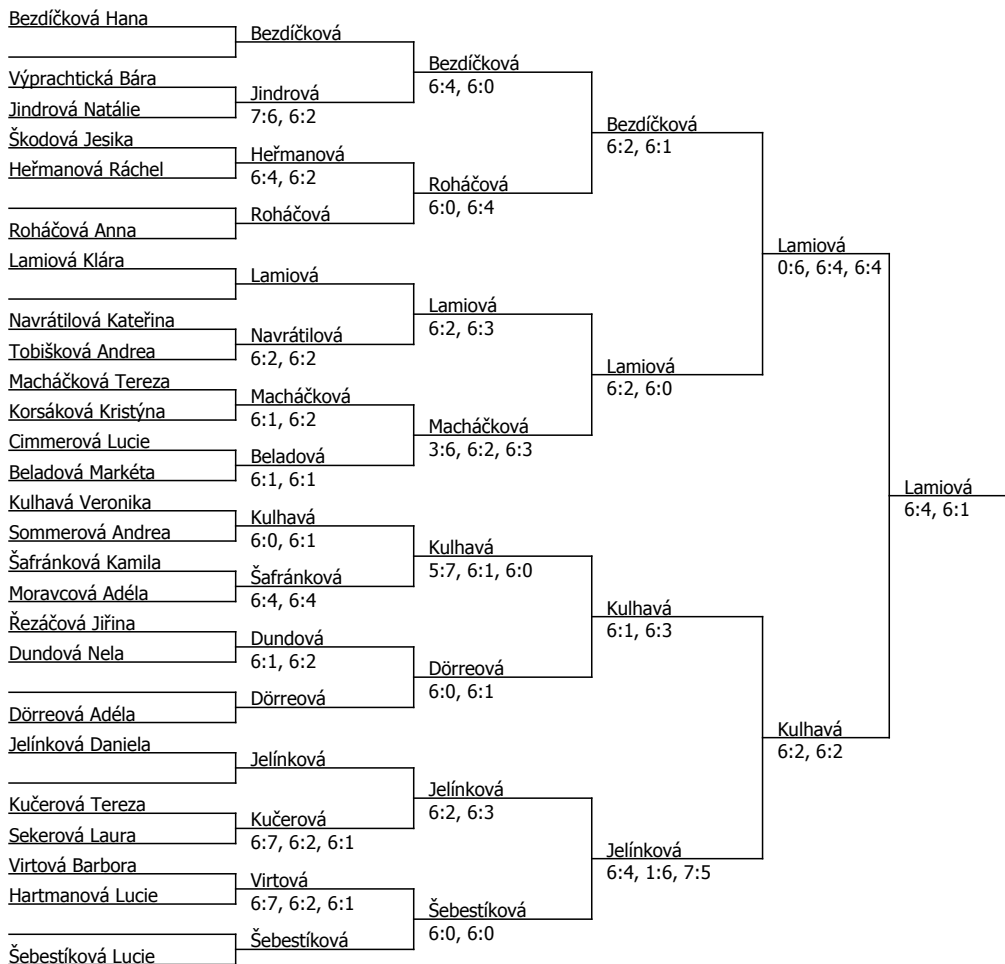 Bezdíčková Hana
Výprachtická Bára
Jindrová Natálie
Škodová Jesika
Heřmanová Ráchel
Roháčová Anna
Lamiová Klára
Navrátilová Kateřina
Tobišková Andrea
Macháčková Tereza
Korsáková Kristýna
Cimmerová Lucie
Beladová Markéta
Kulhavá Veronika
Sommerová Andrea
Šafránková Kamila
Moravcová Adéla
Řezáčová Jiřina
Dundová Nela
Dörreová Adéla
Jelínková Daniela
Kučerová Tereza
Sekerová Laura
Virtová Barbora
Hartmanová Lucie
Šebestíková Lucie
Bezdíčková
Jindrová
7:6, 6:2
Heřmanová
6:4, 6:2
Roháčová
Lamiová
Navrátilová
6:2, 6:2
Macháčková
6:1, 6:2
Beladová
6:1, 6:1
Kulhavá
6:0, 6:1
Šafránková
6:4, 6:4
Dundová
6:1, 6:2
Dörreová
Jelínková
Kučerová
6:7, 6:2, 6:1
Virtová
6:7, 6:2, 6:1
Šebestíková
Bezdíčková
6:4, 6:0
Roháčová
6:0, 6:4
Lamiová
6:2, 6:3
Macháčková
3:6, 6:2, 6:3
Kulhavá
5:7, 6:1, 6:0
Dörreová
6:0, 6:1
Jelínková
6:2, 6:3
Šebestíková
6:0, 6:0
Bezdíčková
6:2, 6:1
Lamiová
6:2, 6:0
Kulhavá
6:1, 6:3
Jelínková
6:4, 1:6, 7:5
Lamiová
0:6, 6:4, 6:4
Kulhavá
6:2, 6:2
Lamiová
6:4, 6:1